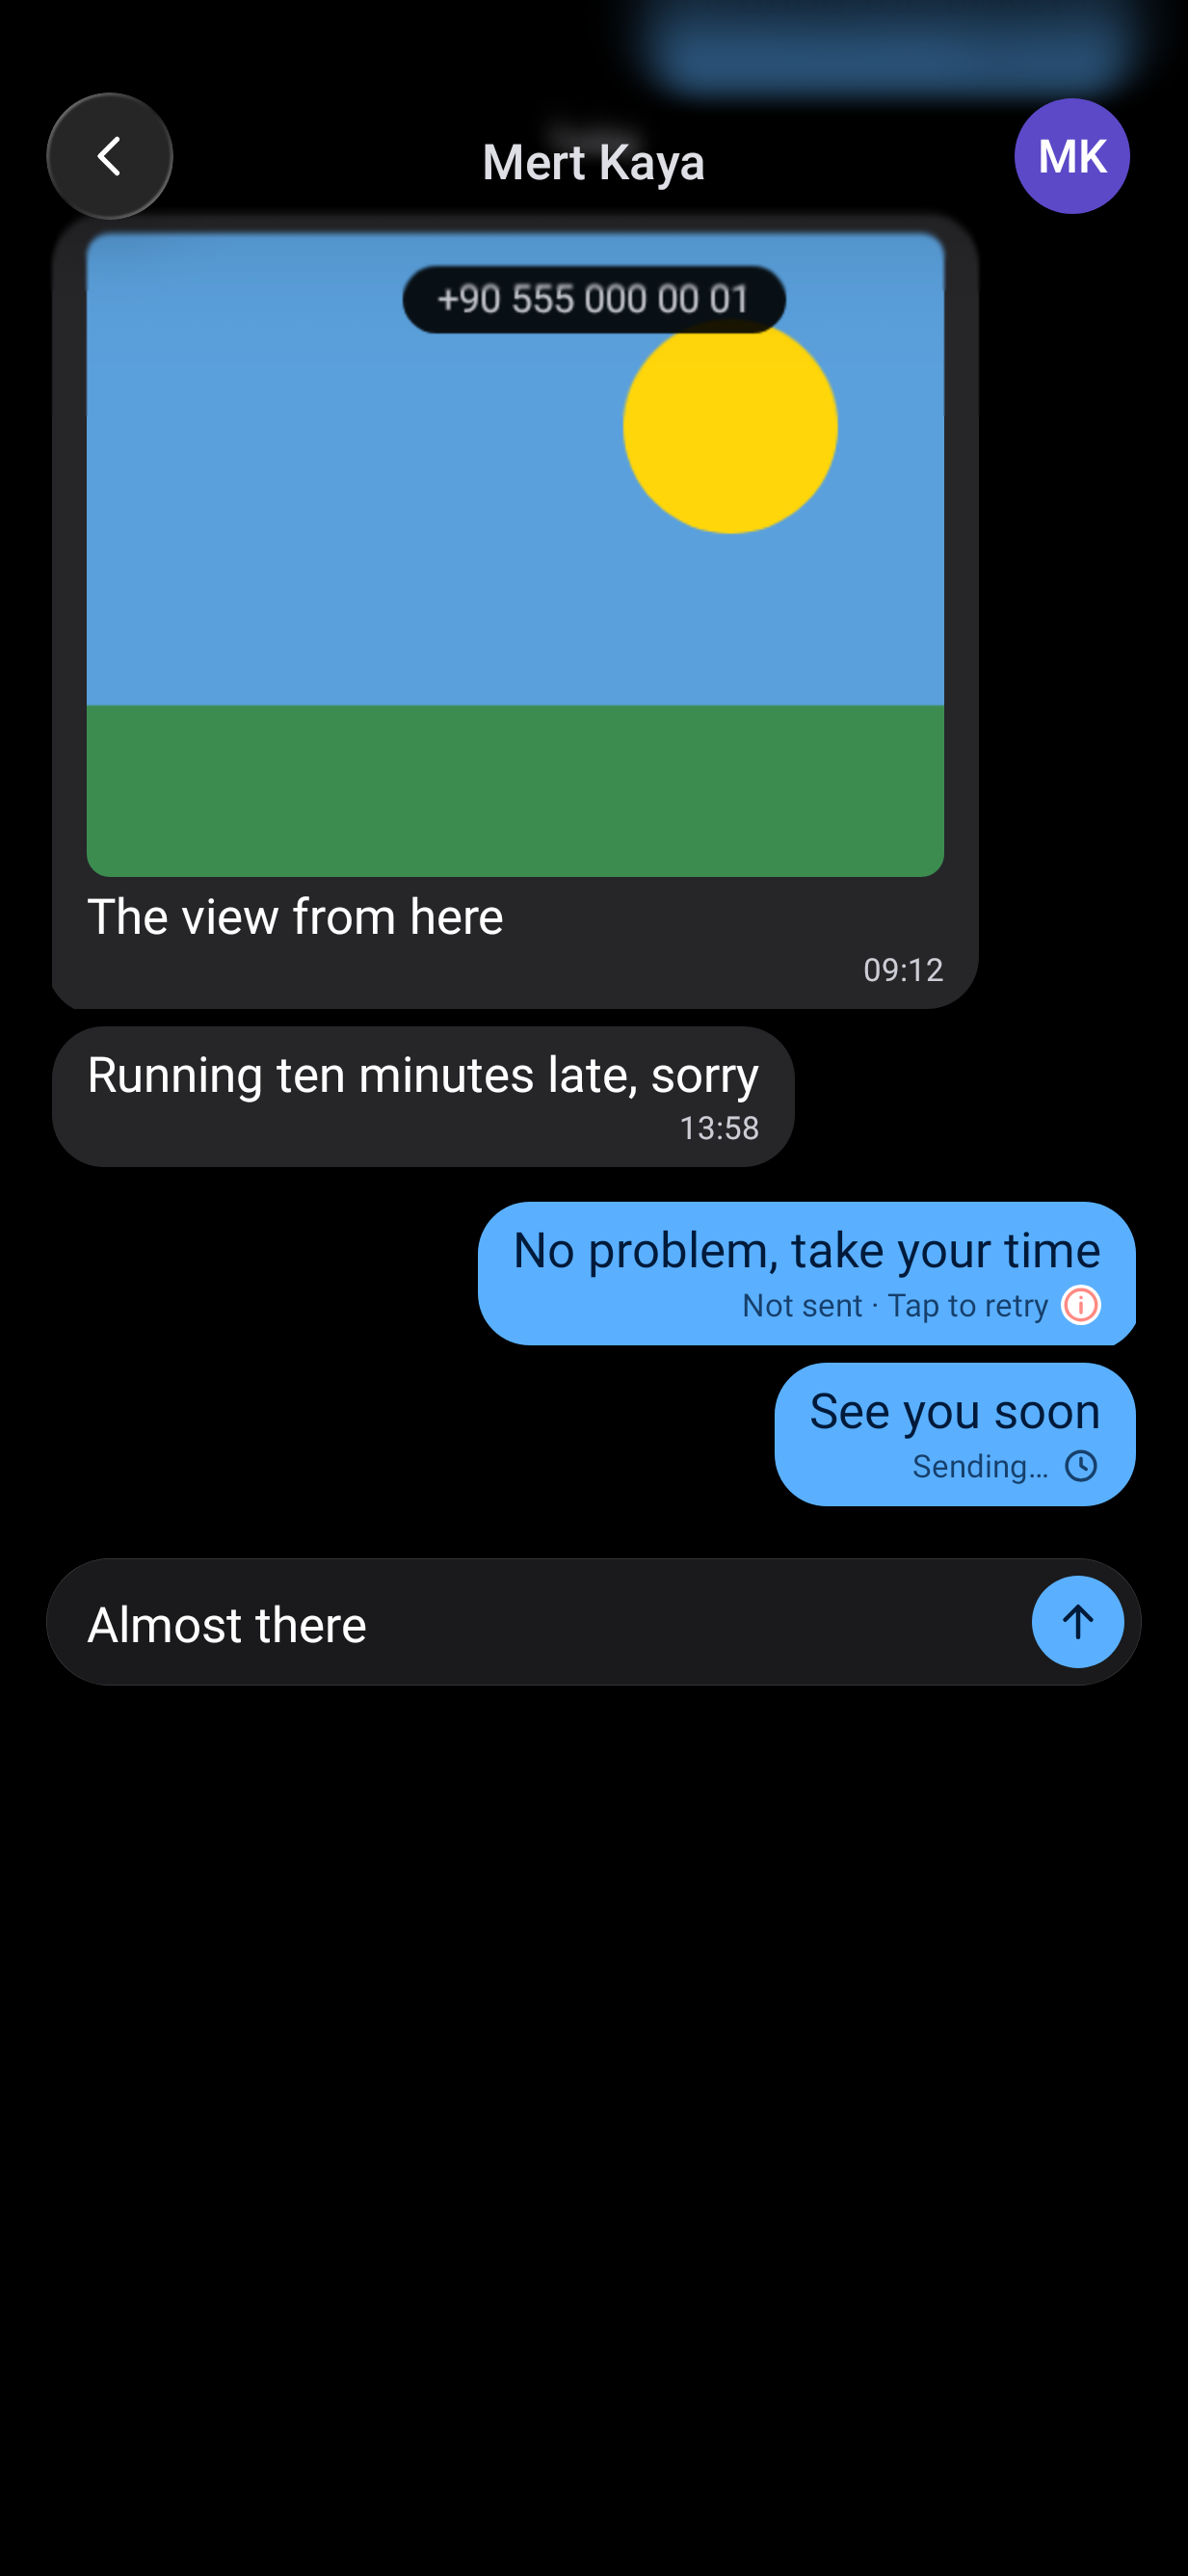 Mert Kaya
MK
+90 555 000 00 01
The view from here
09:12
Running ten minutes late, sorry
13:58
No problem, take your time
Not sent · Tap to retry
See you soon
Sending…
Almost there